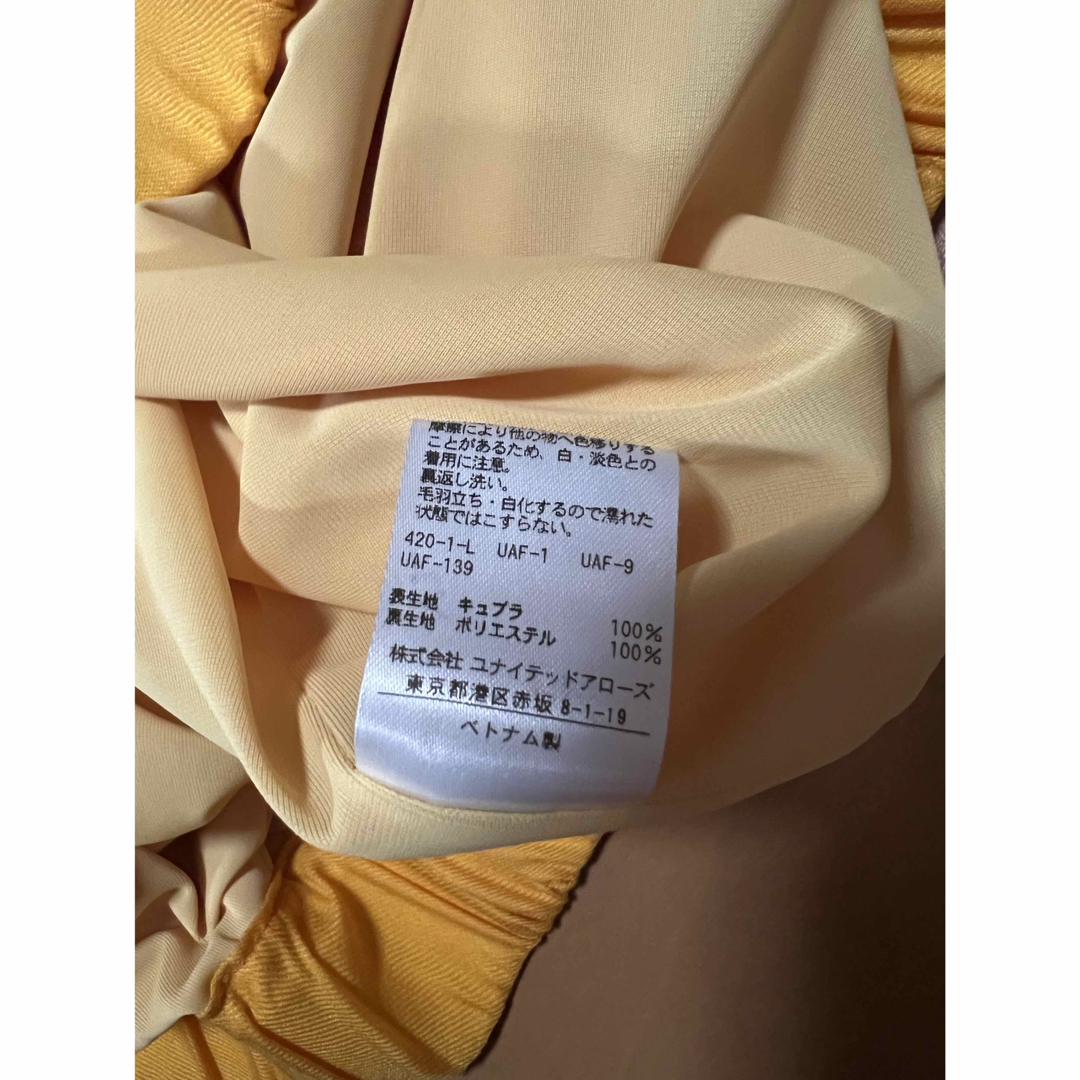 摩擦により他の物へ色移りする
ことがあるため、白・淡色との
着用に注意。
裏返し洗い。
毛羽立ち・白化するので濡れた
状態ではこすらない。
420-1-L UAF-1 UAF-9
UAF-139
表生地 キュプラ 100%
裏生地 ポリエステル 100%
株式会社 ユナイテッドアローズ
東京都港区赤坂 8-1-19
ベトナム製